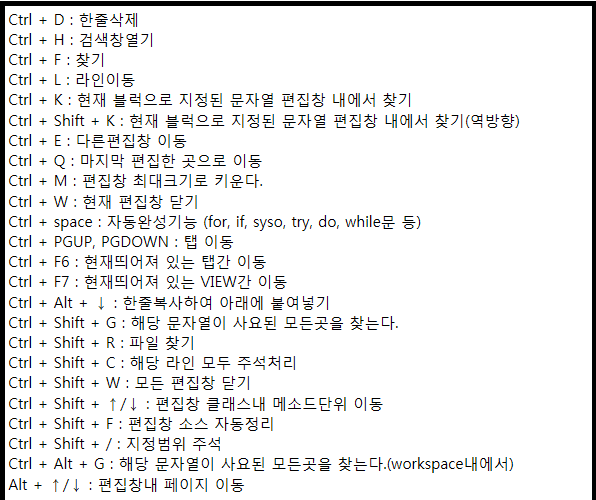 Ctrl + D : 한줄삭제
Ctrl + H : 검색창열기
Ctrl + F : 찾기
Ctrl + L : 라인이동
Ctrl + K : 현재 블럭으로 지정된 문자열 편집창 내에서 찾기
Ctrl + Shift + K : 현재 블럭으로 지정된 문자열 편집창 내에서 찾기(역방향)
Ctrl + E : 다른편집창 이동
Ctrl + Q : 마지막 편집한 곳으로 이동
Ctrl + M : 편집창 최대크기로 키운다.
Ctrl + W : 현재 편집창 닫기
Ctrl + space : 자동완성기능 (for, if, syso, try, do, while문 등)
Ctrl + PGUP, PGDOWN : 탭 이동
Ctrl + F6 : 현재띄어져 있는 탭간 이동
Ctrl + F7 : 현재띄어져 있는 VIEW간 이동
Ctrl + Alt + ↓ : 한줄복사하여 아래에 붙여넣기
Ctrl + Shift + G : 해당 문자열이 사요된 모든곳을 찾는다.
Ctrl + Shift + R : 파일 찾기
Ctrl + Shift + C : 해당 라인 모두 주석처리
Ctrl + Shift + W : 모든 편집창 닫기
Ctrl + Shift + ↑/↓ : 편집창 클래스내 메소드단위 이동
Ctrl + Shift + F : 편집창 소스 자동정리
Ctrl + Shift + / : 지정범위 주석
Ctrl + Alt + G : 해당 문자열이 사요된 모든곳을 찾는다.(workspace내에서)
Alt + ↑/↓ : 편집창내 페이지 이동